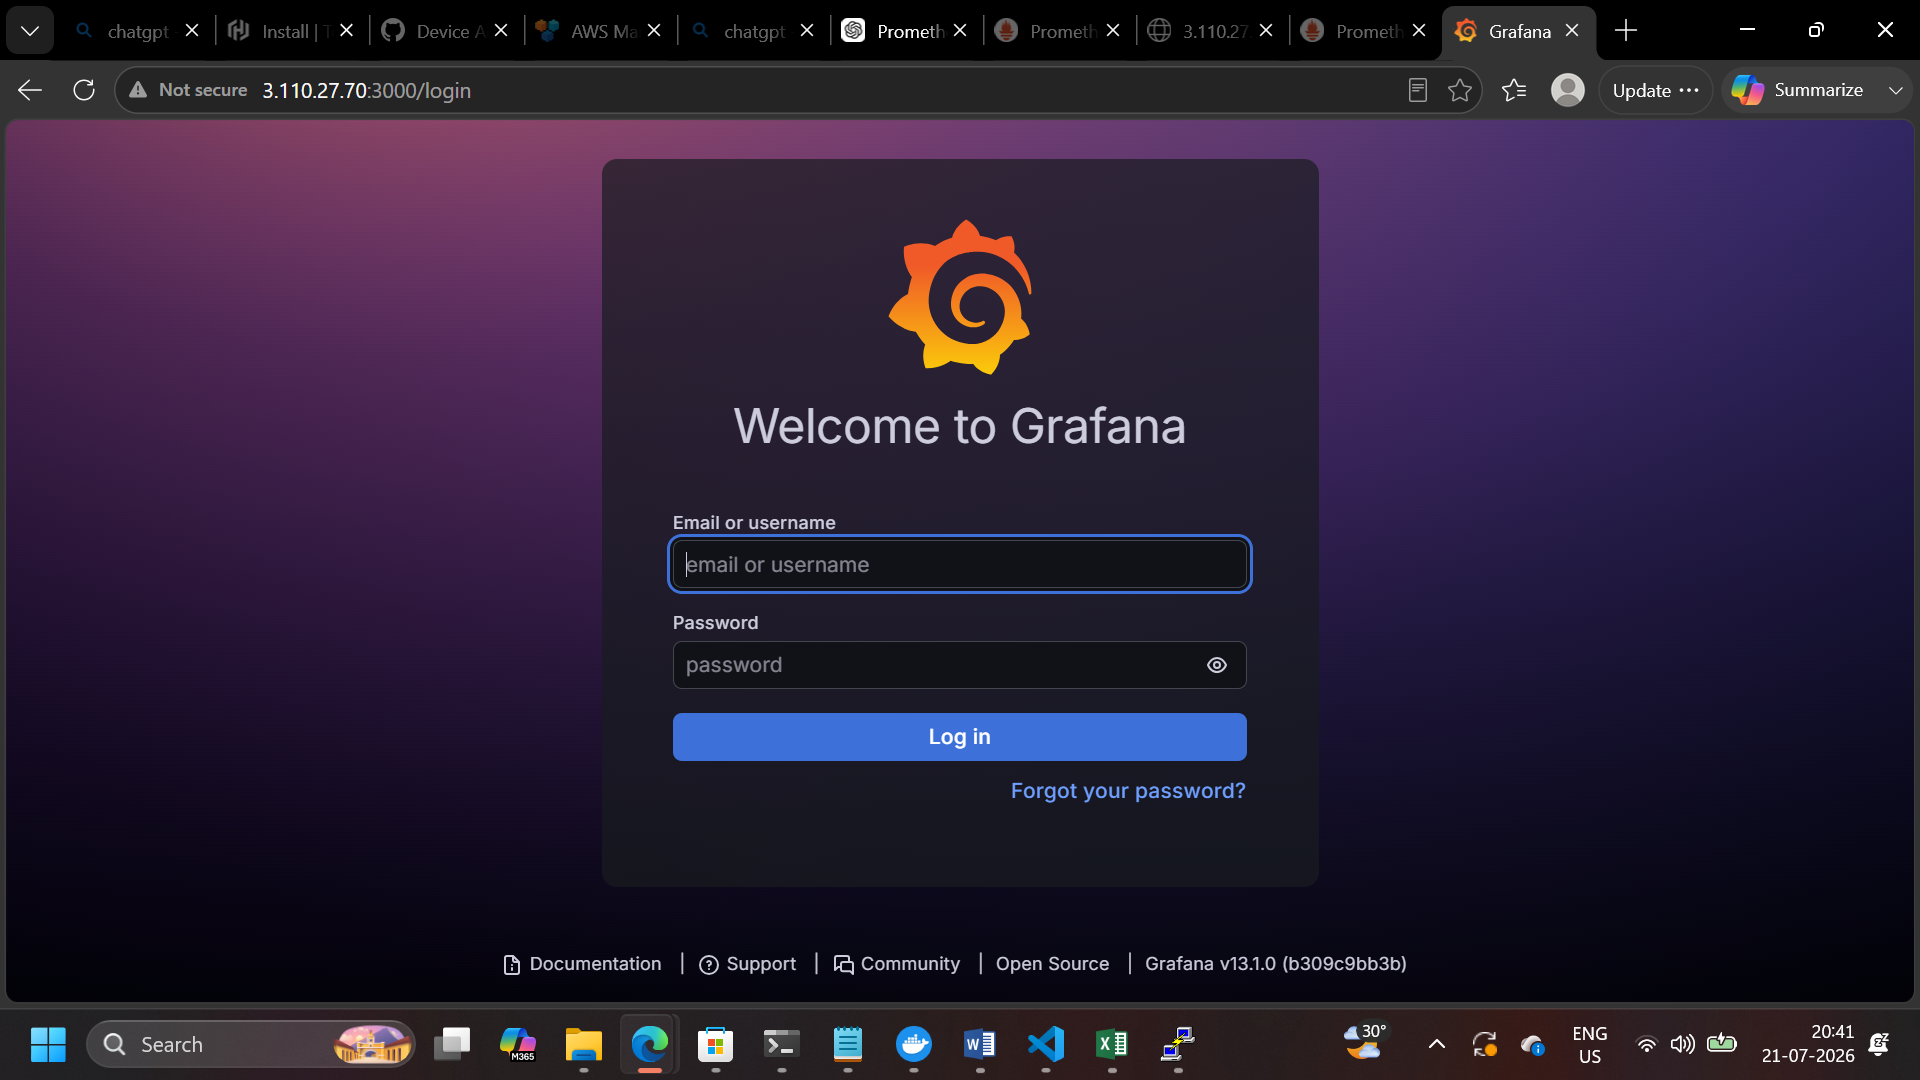 chatgpt
Install | T
Device A
AWS Ma
chatgpt
Prometh
Prometh
3.110.27.
Prometh
Grafana
Not secure 3.110.27.70:3000/login
Update
Summarize
Welcome to Grafana
Email or username
email or username
Password
password
Log in
Forgot your password?
Documentation | Support | Community | Open Source | Grafana v13.1.0 (b309c9bb3b)
Search
M365
30°
ENG
US
20:41
21-07-2026